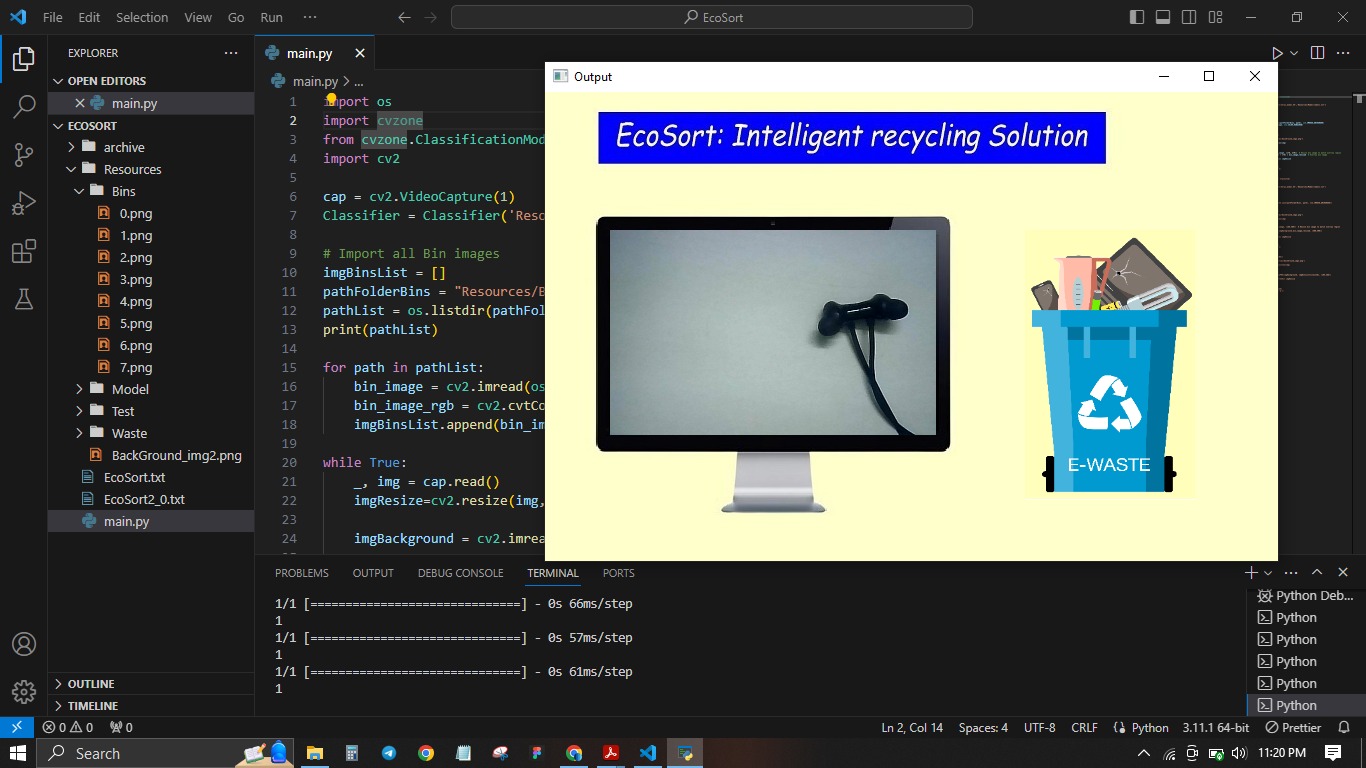 File Edit Selection View Go Run ··· EcoSort
EXPLORER ···
OPEN EDITORS
main.py
ECOSORT
archive
Resources
Bins
0.png
1.png
2.png
3.png
4.png
5.png
6.png
7.png
Model
Test
Waste
BackGround_img2.png
EcoSort.txt
EcoSort2_0.txt
main.py
OUTLINE
TIMELINE
main.py
main.py > ...
1 import os
2 import cvzone
3 from cvzone.ClassificationMod
4 import cv2
5
6 cap = cv2.VideoCapture(1)
7 Classifier = Classifier('Reso
8
9 # Import all Bin images
10 imgBinsList = []
11 pathFolderBins = "Resources/B
12 pathList = os.listdir(pathFol
13 print(pathList)
14
15 for path in pathList:
16 bin_image = cv2.imread(os
17 bin_image_rgb = cv2.cvtCo
18 imgBinsList.append(bin_im
19
20 while True:
21 _, img = cap.read()
22 imgResize=cv2.resize(img,
23
24 imgBackground = cv2.imrea
Output
EcoSort: Intelligent recycling Solution
E-WASTE
PROBLEMS OUTPUT DEBUG CONSOLE TERMINAL PORTS
1/1 [==============================] - 0s 66ms/step
1
1/1 [==============================] - 0s 57ms/step
1
1/1 [==============================] - 0s 61ms/step
1
Python Deb...
Python
Python
Python
Python
Python
0 0 0 Ln 2, Col 14 Spaces: 4 UTF-8 CRLF Python 3.11.1 64-bit Prettier
Search 11:20 PM